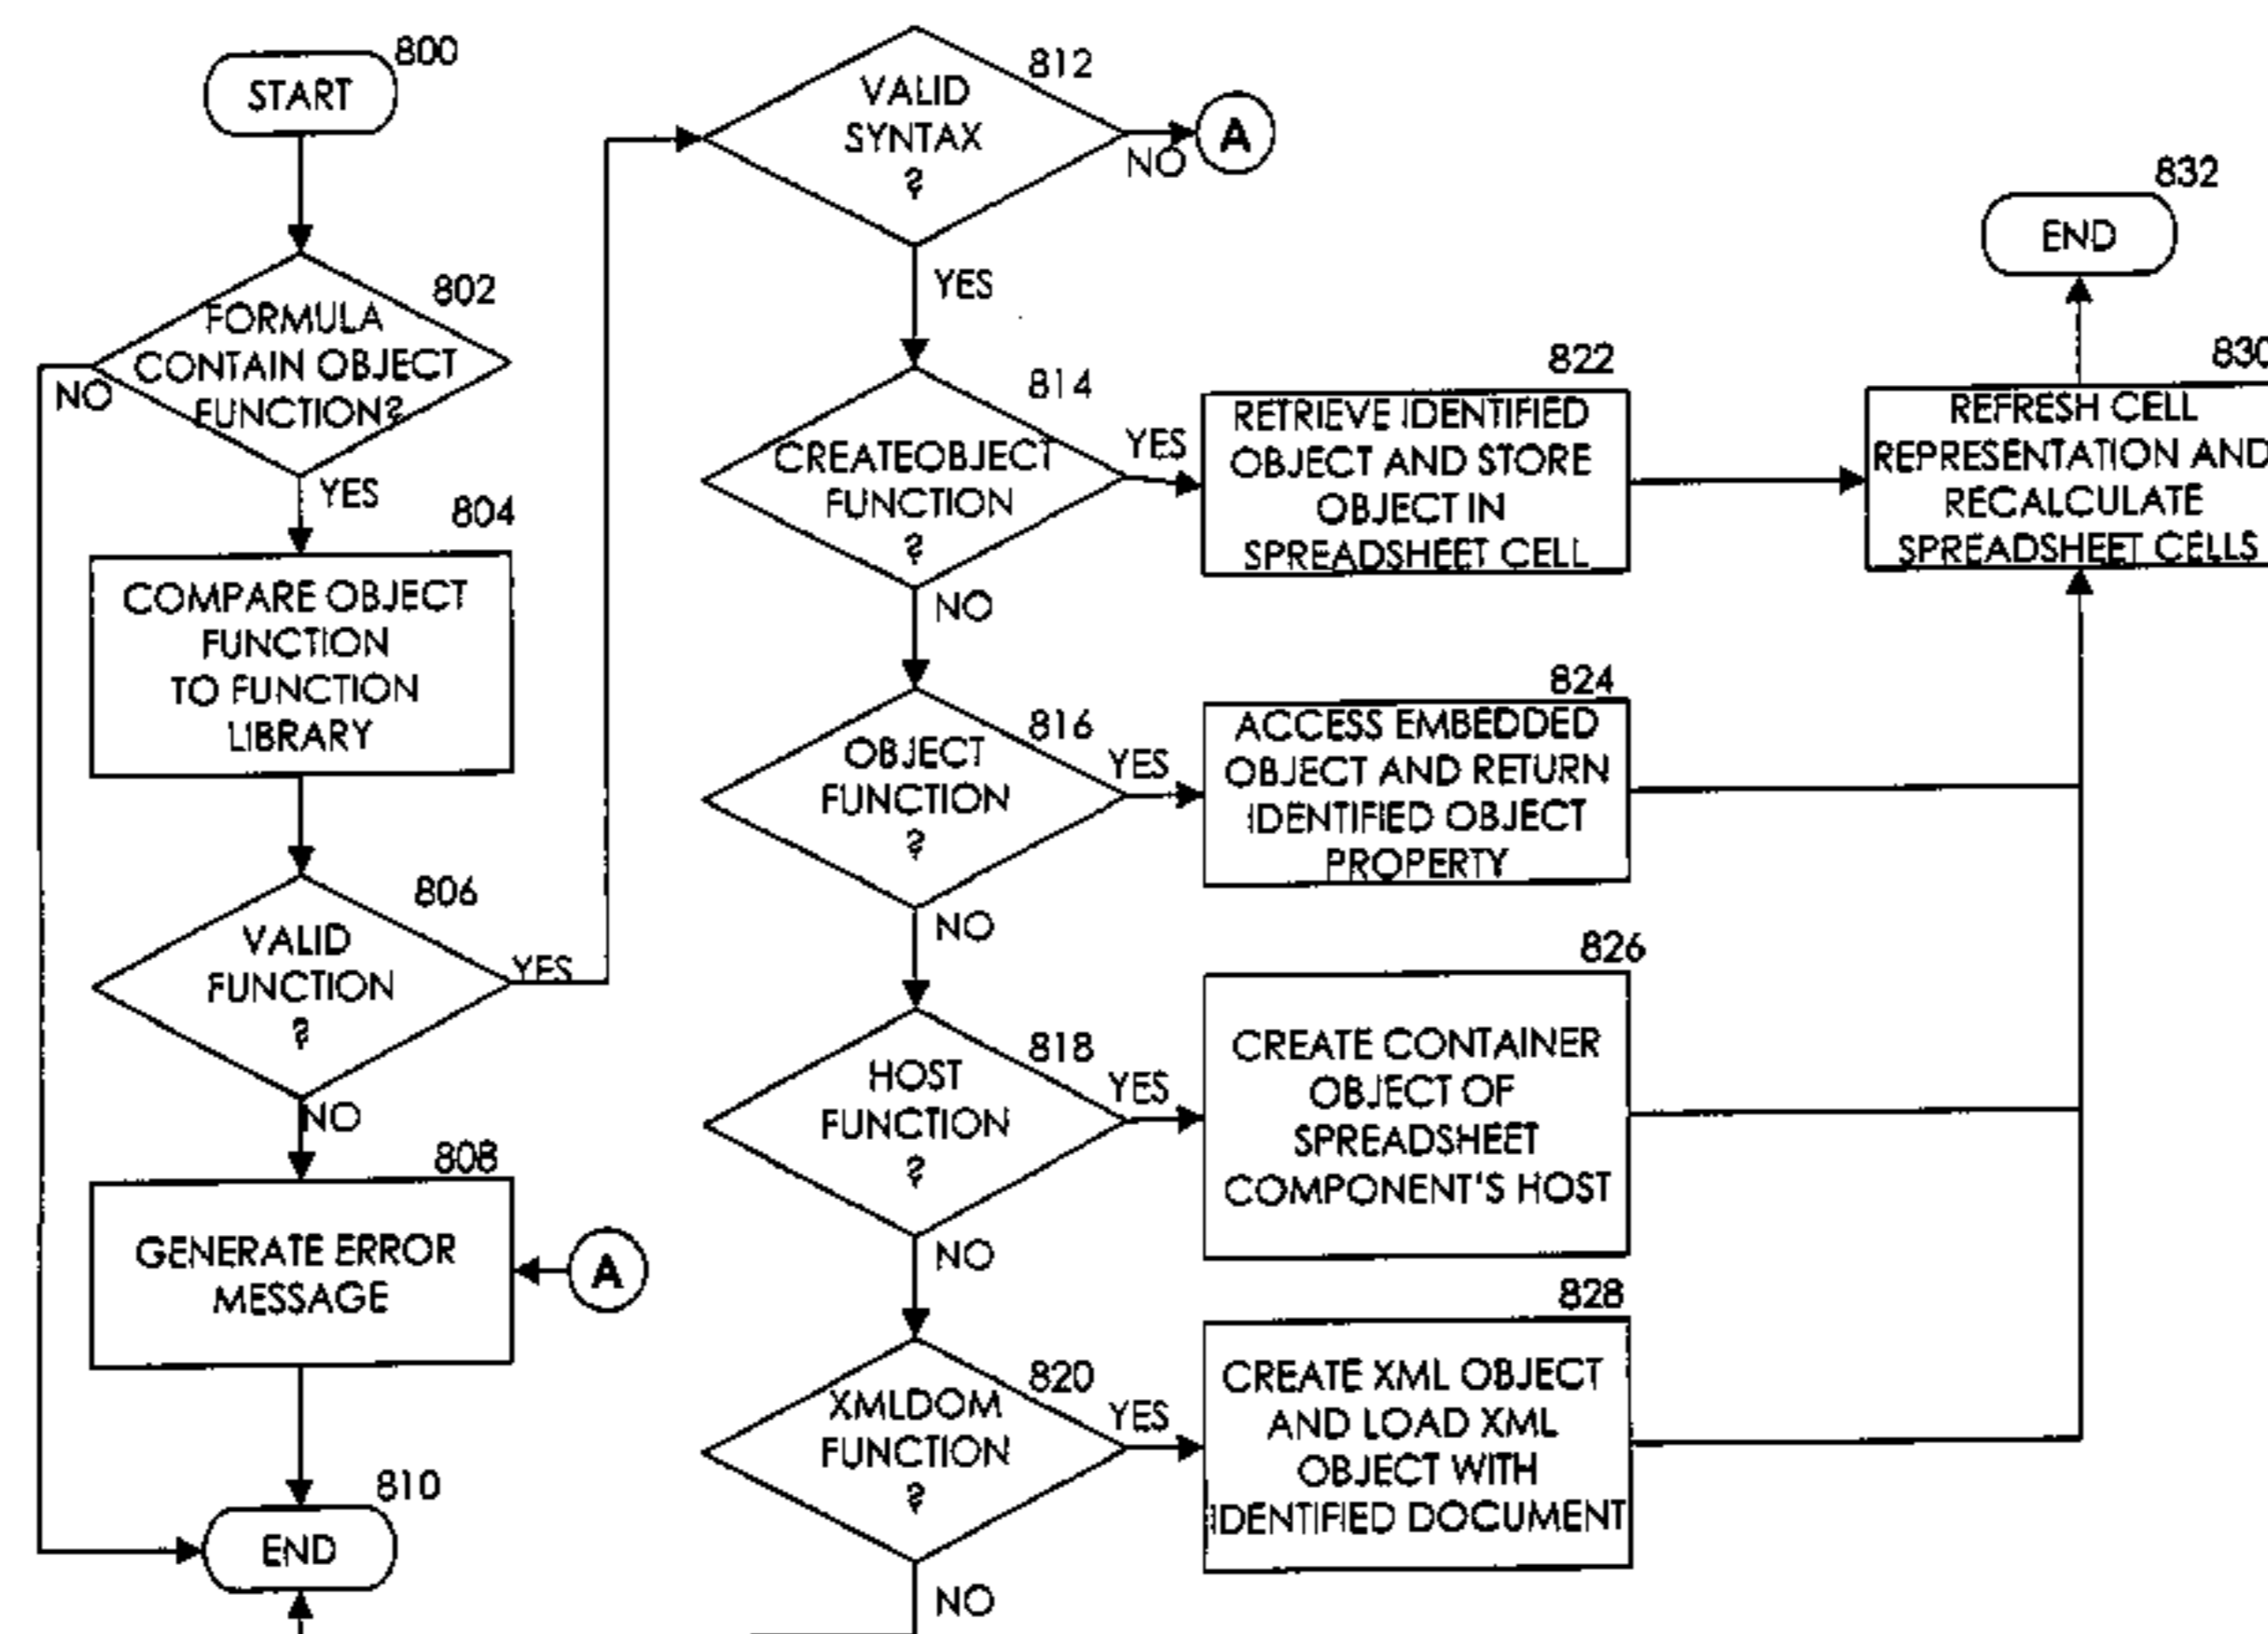 800
START
802
FORMULA
CONTAIN OBJECT
FUNCTION?
NO
YES
804
COMPARE OBJECT
FUNCTION
TO FUNCTION
LIBRARY
806
VALID
FUNCTION
?
YES
NO
808
GENERATE ERROR
MESSAGE
A
810
END
812
VALID
SYNTAX
?
NO
A
YES
814
CREATEOBJECT
FUNCTION
?
YES
NO
822
RETRIEVE IDENTIFIED
OBJECT AND STORE
OBJECT IN
SPREADSHEET CELL
816
OBJECT
FUNCTION
?
YES
NO
824
ACCESS EMBEDDED
OBJECT AND RETURN
IDENTIFIED OBJECT
PROPERTY
818
HOST
FUNCTION
?
YES
NO
826
CREATE CONTAINER
OBJECT OF
SPREADSHEET
COMPONENT'S HOST
820
XMLDOM
FUNCTION
?
YES
NO
828
CREATE XML OBJECT
AND LOAD XML
OBJECT WITH
IDENTIFIED DOCUMENT
830
REFRESH CELL
REPRESENTATION AND
RECALCULATE
SPREADSHEET CELLS
832
END